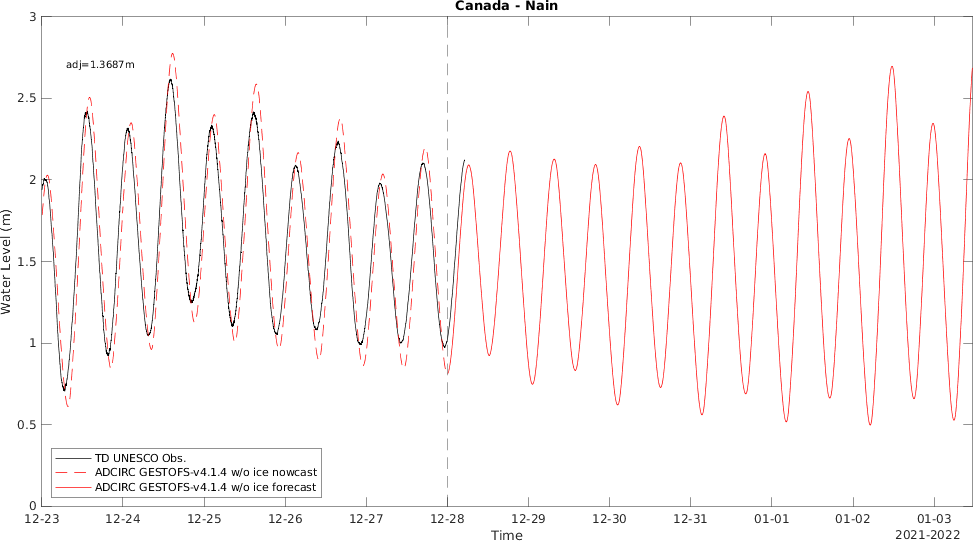 Canada - Nain
adj=1.3687m
3
2.5
2
1.5
1
0.5
0
Water Level (m)
TD UNESCO Obs.
ADCIRC GESTOFS-v4.1.4 w/o ice nowcast
ADCIRC GESTOFS-v4.1.4 w/o ice forecast
12-23 12-24 12-25 12-26 12-27 12-28 12-29 12-30 12-31 01-01 01-02 01-03
Time
2021-2022